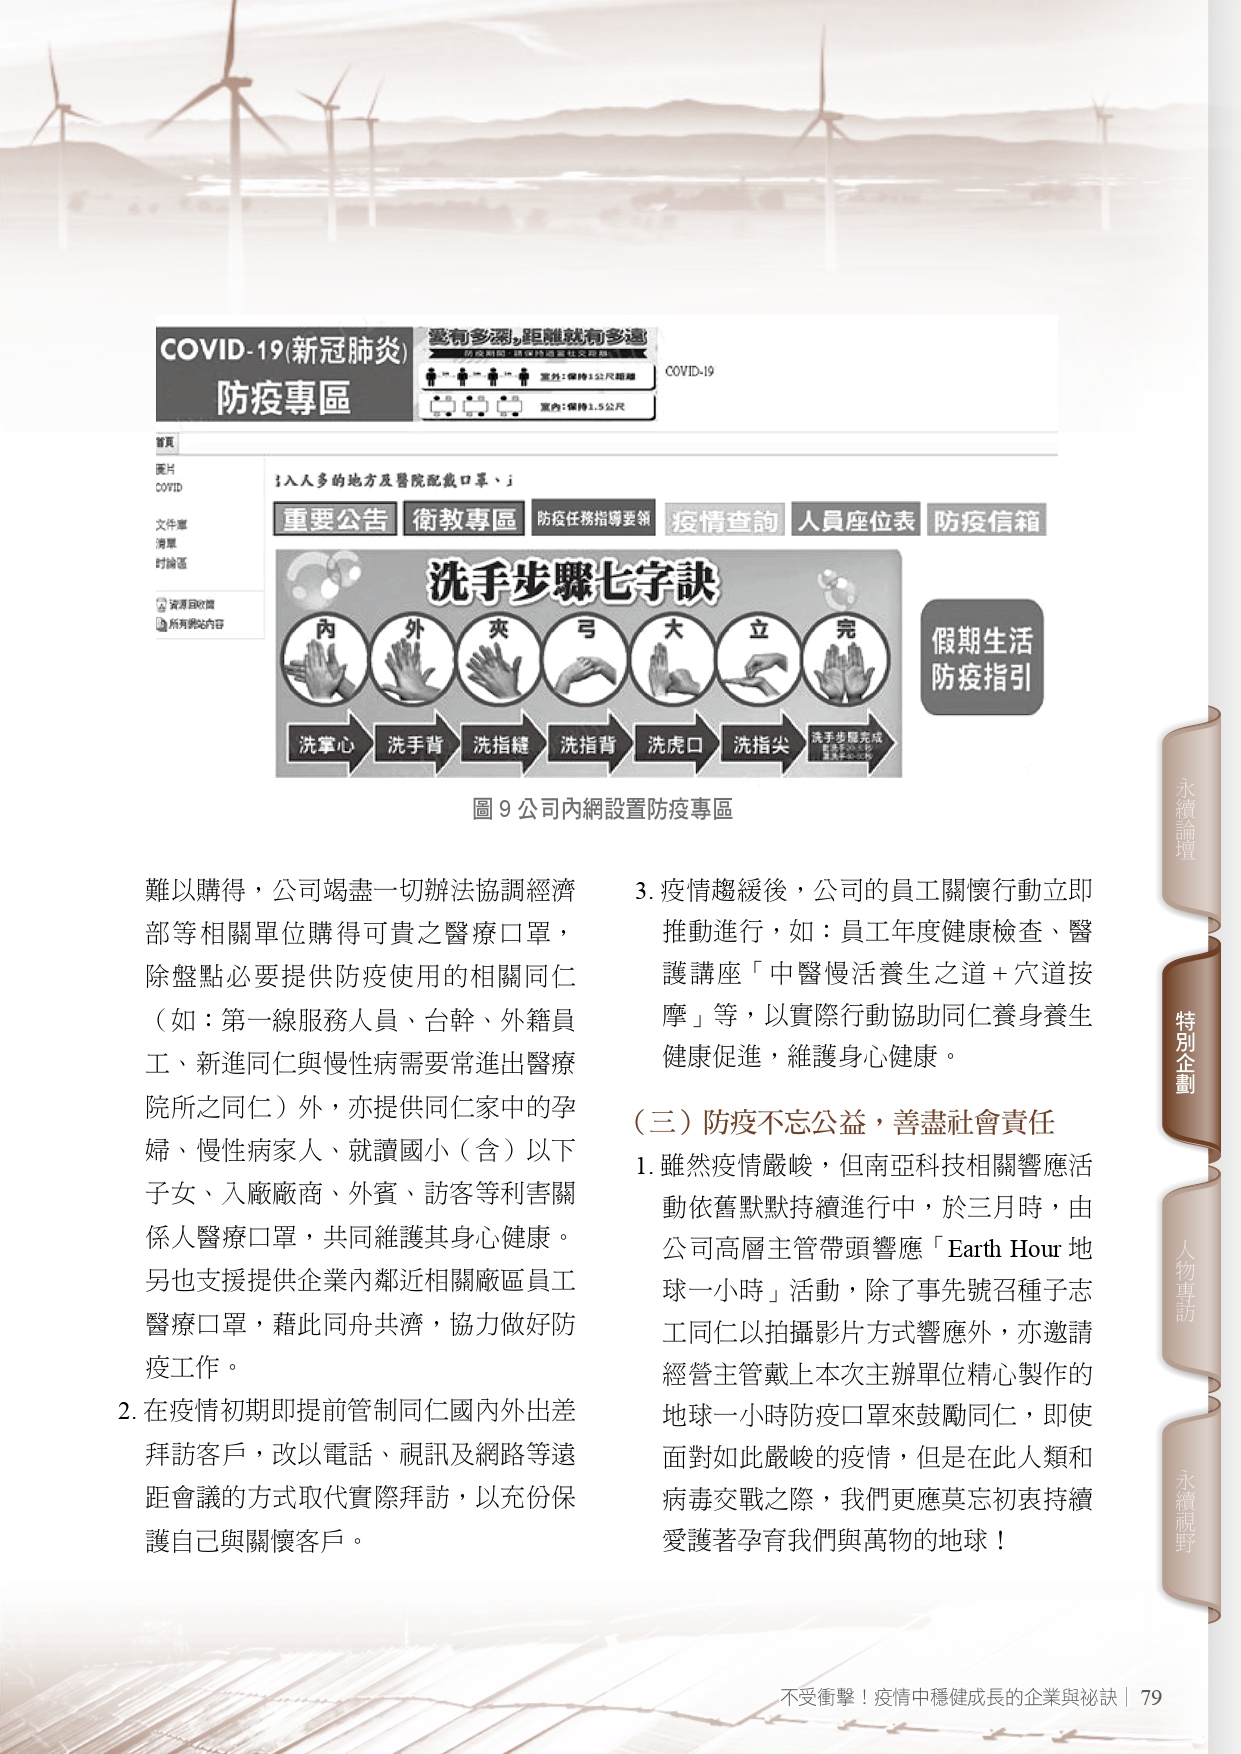 COVID-19(新冠肺炎)
防疫專區
愛有多深,距離就有多遠
防疫期間，請保持適當社交距離
室外:保持1公尺距離
室內:保持1.5公尺
COVID-19
首頁
圖片
COVID
文件庫
清單
討論區
資源回收筒
所有網站內容
入人多的地方及醫院配戴口罩、
重要公告
衛教專區
防疫任務指導要領
疫情查詢
人員座位表
防疫信箱
洗手步驟七字訣
內 外 夾 弓 大 立 完
洗掌心 洗手背 洗指縫 洗指背 洗虎口 洗指尖 洗手步驟完成
假期生活
防疫指引
圖 9 公司內網設置防疫專區
難以購得，公司竭盡一切辦法協調經濟
部等相關單位購得可貴之醫療口罩，
除盤點必要提供防疫使用的相關同仁
（如：第一線服務人員、台幹、外籍員
工、新進同仁與慢性病需要常進出醫療
院所之同仁）外，亦提供同仁家中的孕
婦、慢性病家人、就讀國小（含）以下
子女、入廠廠商、外賓、訪客等利害關
係人醫療口罩，共同維護其身心健康。
另也支援提供企業內鄰近相關廠區員工
醫療口罩，藉此同舟共濟，協力做好防
疫工作。
2. 在疫情初期即提前管制同仁國內外出差
拜訪客戶，改以電話、視訊及網路等遠
距會議的方式取代實際拜訪，以充份保
護自己與關懷客戶。
3. 疫情趨緩後，公司的員工關懷行動立即
推動進行，如：員工年度健康檢查、醫
護講座「中醫慢活養生之道+穴道按
摩」等，以實際行動協助同仁養身養生
健康促進，維護身心健康。
（三）防疫不忘公益，善盡社會責任
1. 雖然疫情嚴峻，但南亞科技相關響應活
動依舊默默持續進行中，於三月時，由
公司高層主管帶頭響應「Earth Hour 地
球一小時」活動，除了事先號召種子志
工同仁以拍攝影片方式響應外，亦邀請
經營主管戴上本次主辦單位精心製作的
地球一小時防疫口罩來鼓勵同仁，即使
面對如此嚴峻的疫情，但是在此人類和
病毒交戰之際，我們更應莫忘初衷持續
愛護著孕育我們與萬物的地球！
永續論壇
特別企劃
人物專訪
永續視野
不受衝擊！疫情中穩健成長的企業與祕訣｜ 79